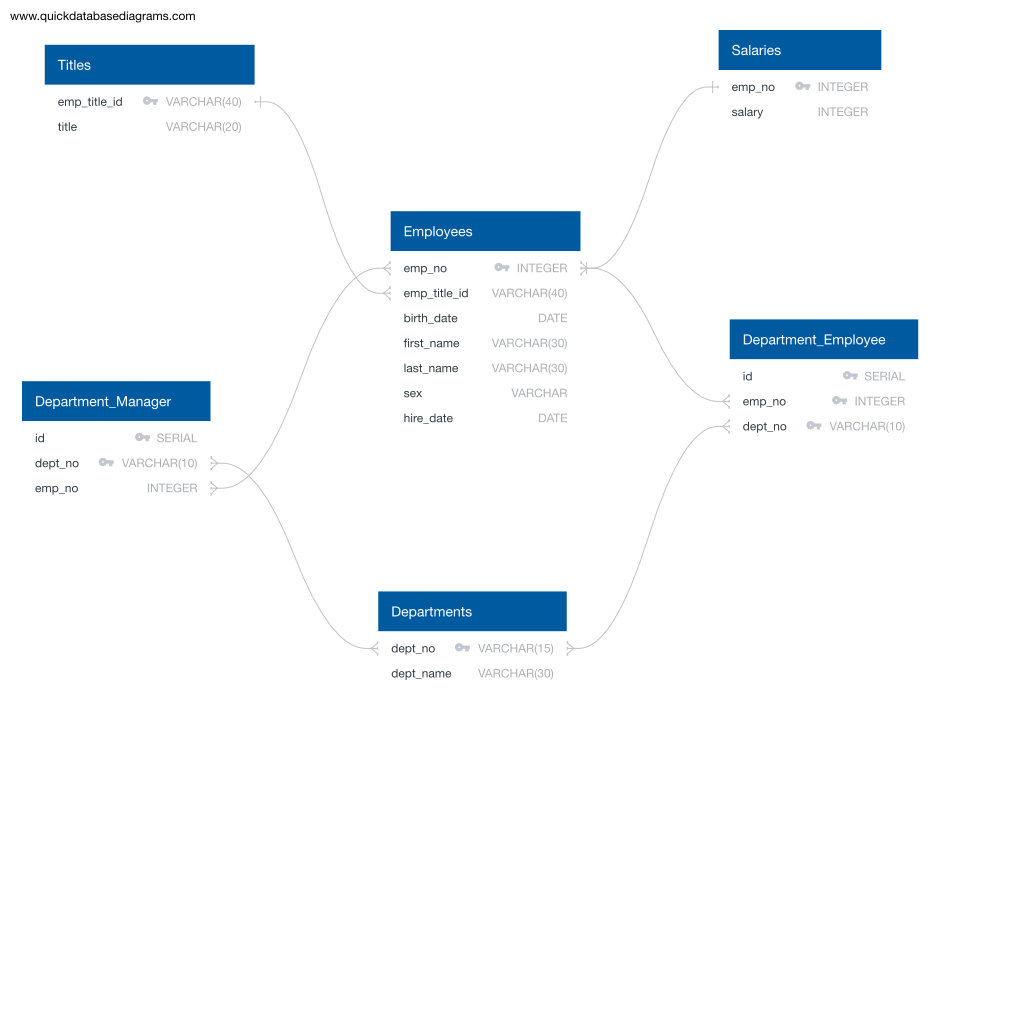 www.quickdatabasediagrams.com
Titles
emp_title_id VARCHAR(40)
title VARCHAR(20)
Salaries
emp_no INTEGER
salary INTEGER
Employees
emp_no INTEGER
emp_title_id VARCHAR(40)
birth_date DATE
first_name VARCHAR(30)
last_name VARCHAR(30)
sex VARCHAR
hire_date DATE
Department_Employee
id SERIAL
emp_no INTEGER
dept_no VARCHAR(10)
Department_Manager
id SERIAL
dept_no VARCHAR(10)
emp_no INTEGER
Departments
dept_no VARCHAR(15)
dept_name VARCHAR(30)